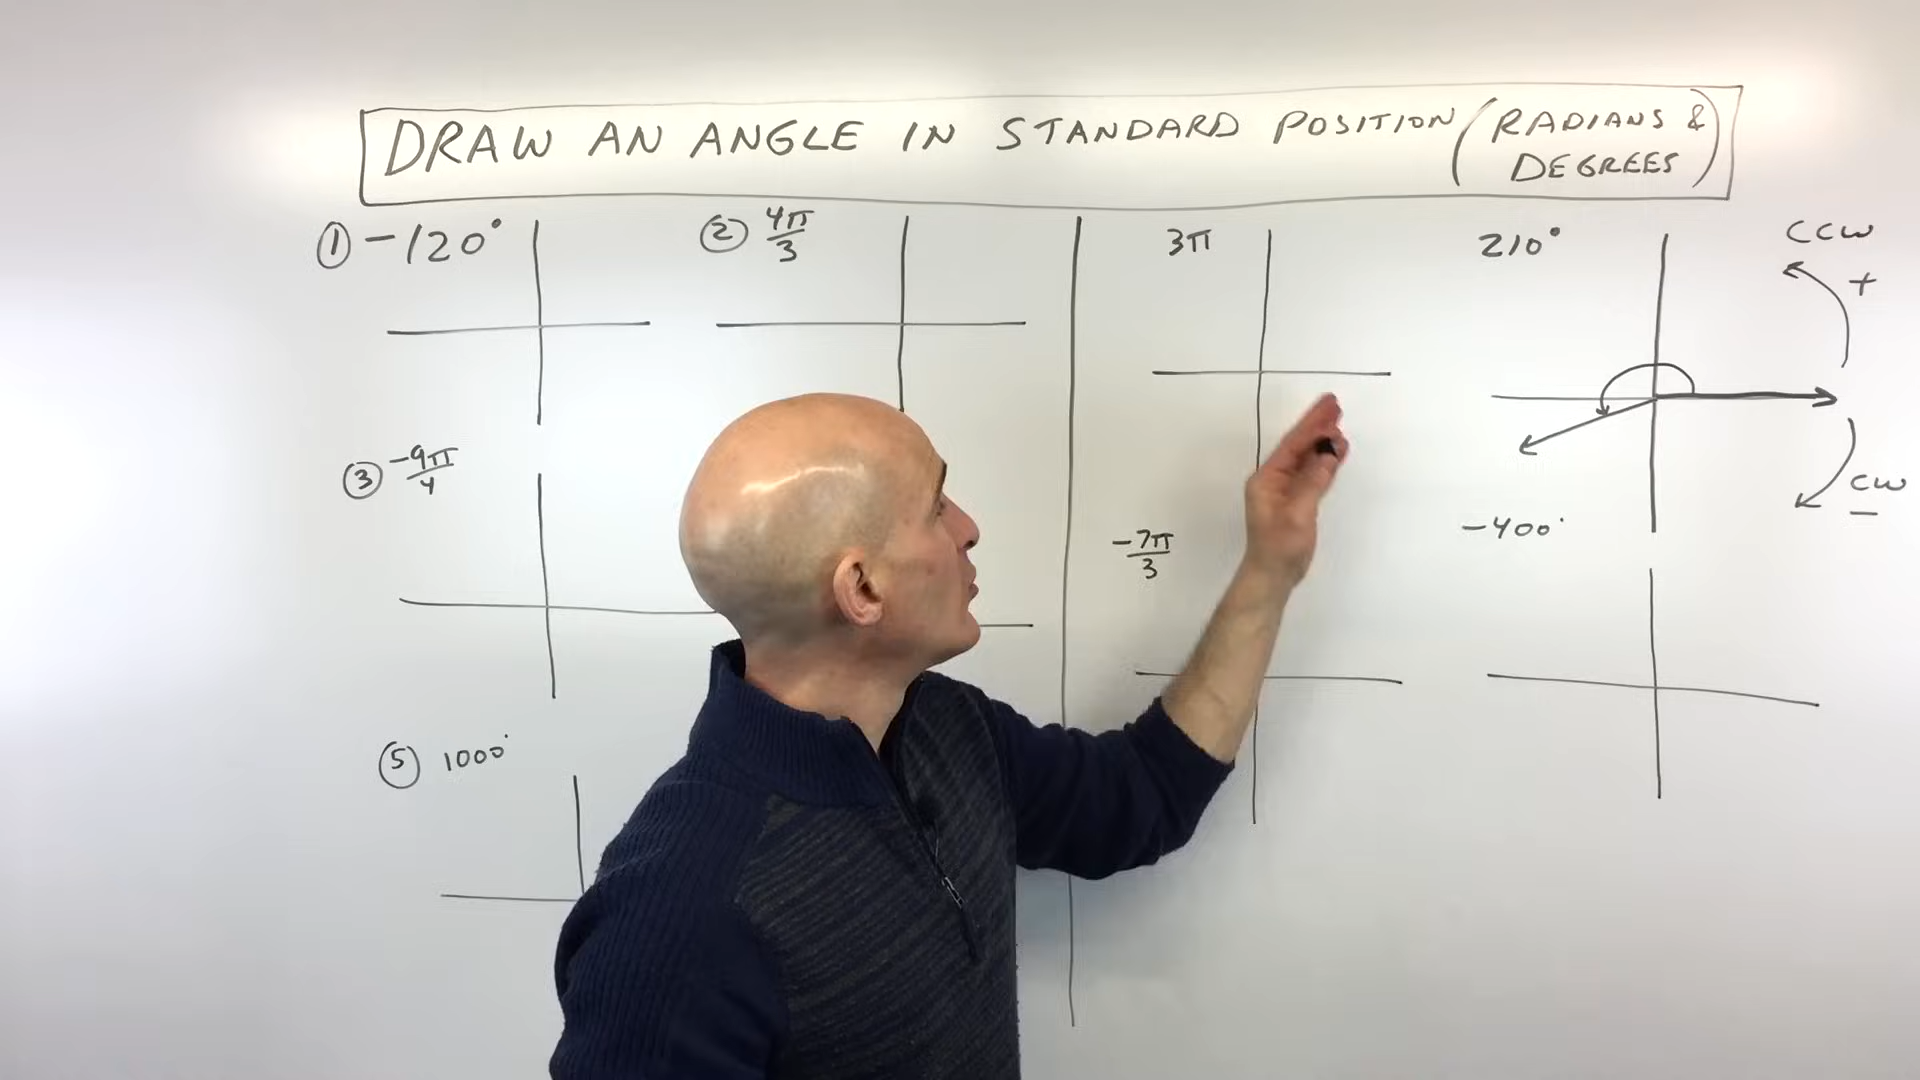 DRAW AN ANGLE IN STANDARD POSITION (RADIANS &
DEGREES)
① -120°
② 4π/3
3π
210°
CCW
+
CW
-
③ -9π/4
-7π/3
-400°
⑤ 1000°